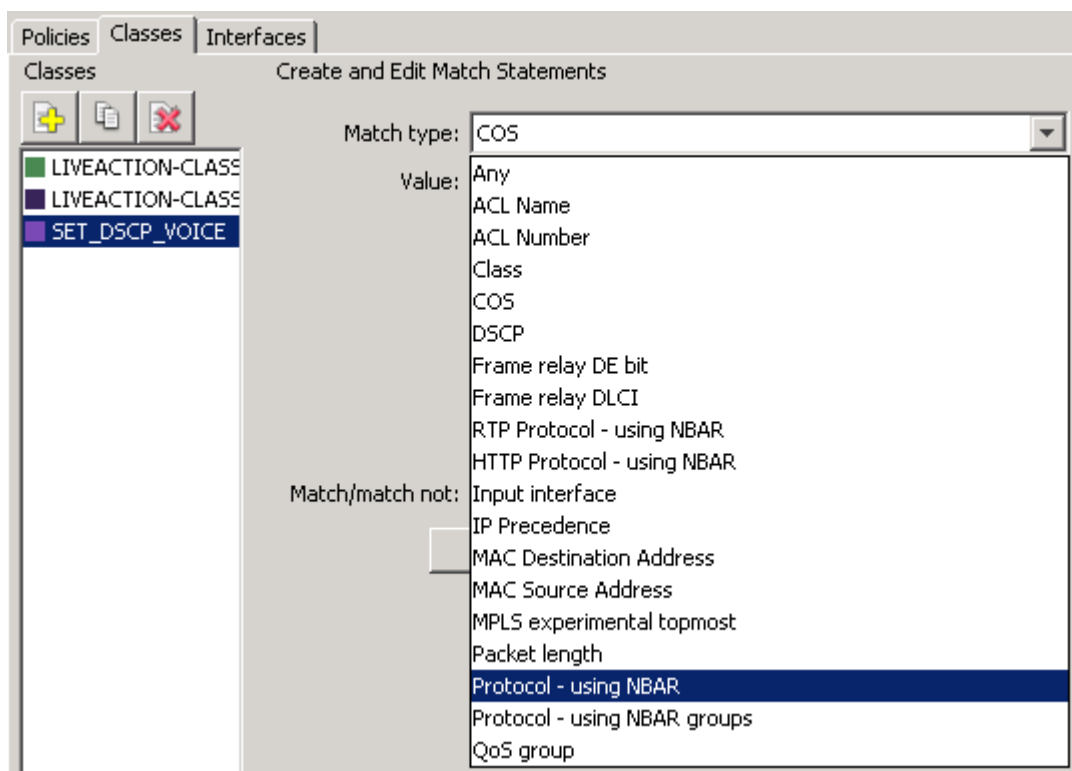 Policies Classes Interfaces
Classes
Create and Edit Match Statements
LIVEACTION-CLASS
LIVEACTION-CLASS
SET_DSCP_VOICE
Match type: COS
Value:
Any
ACL Name
ACL Number
Class
COS
DSCP
Frame relay DE bit
Frame relay DLCI
RTP Protocol - using NBAR
HTTP Protocol - using NBAR
Match/match not:
Input interface
IP Precedence
MAC Destination Address
MAC Source Address
MPLS experimental topmost
Packet length
Protocol - using NBAR
Protocol - using NBAR groups
QoS group